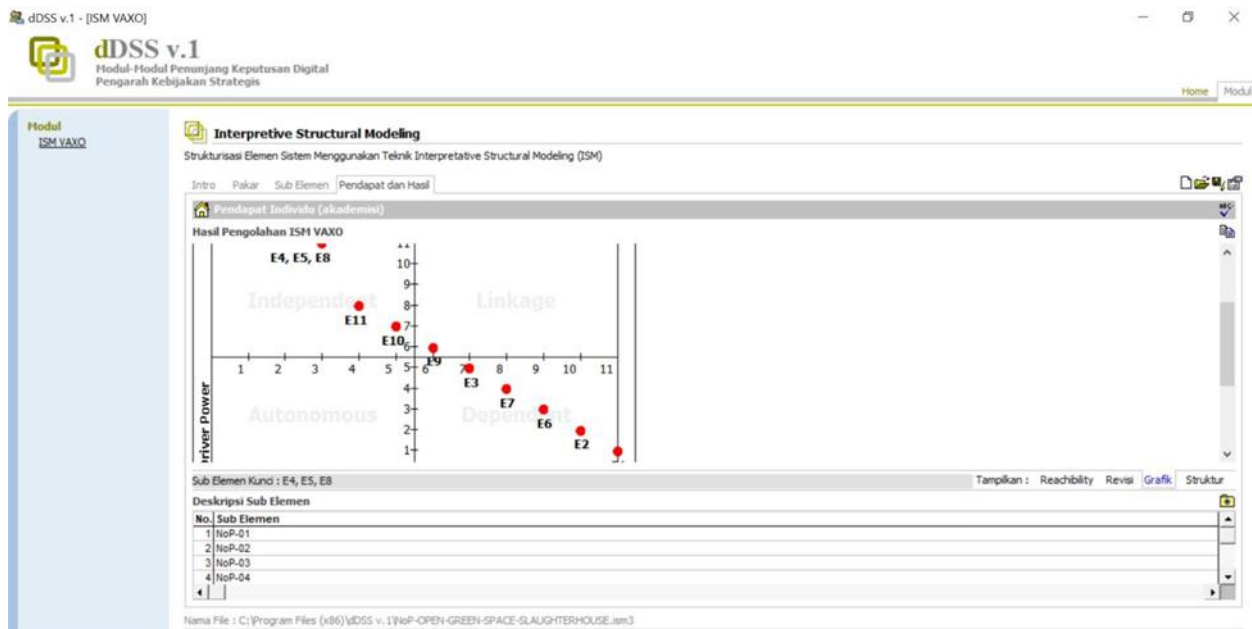 dDSS v.1 - [ISM VAXO]
dDSS v.1
Modul-Modul Penunjang Keputusan Digital
Pengarah Kebijakan Strategis
Home Modul
Modul
ISM VAXO
Interpretive Structural Modeling
Strukturisasi Elemen Sistem Menggunakan Teknik Interpretative Structural Modeling (ISM)
Intro Pakar Sub Elemen Pendapat dan Hasil
Pendapat Individu (akademisi)
Hasil Pengolahan ISM VAXO
11
E4, E5, E8
10
9
Independent Linkage
8
E11
7
E10
6
E9
1 2 3 4 5 5 6 7 8 9 10 11
E3
4
E7
Autonomous Dependent
3
E6
2
E2
1
Driver Power
Sub Elemen Kunci : E4, E5, E8
Tampilkan : Reachibility Revisi Grafik Struktur
Deskripsi Sub Elemen
No. Sub Elemen
1 NoP-01
2 NoP-02
3 NoP-03
4 NoP-04
Nama File : C:\Program Files (x86)\dDSS v.1\NoP-OPEN-GREEN-SPACE-SLAUGHTERHOUSE.ism3